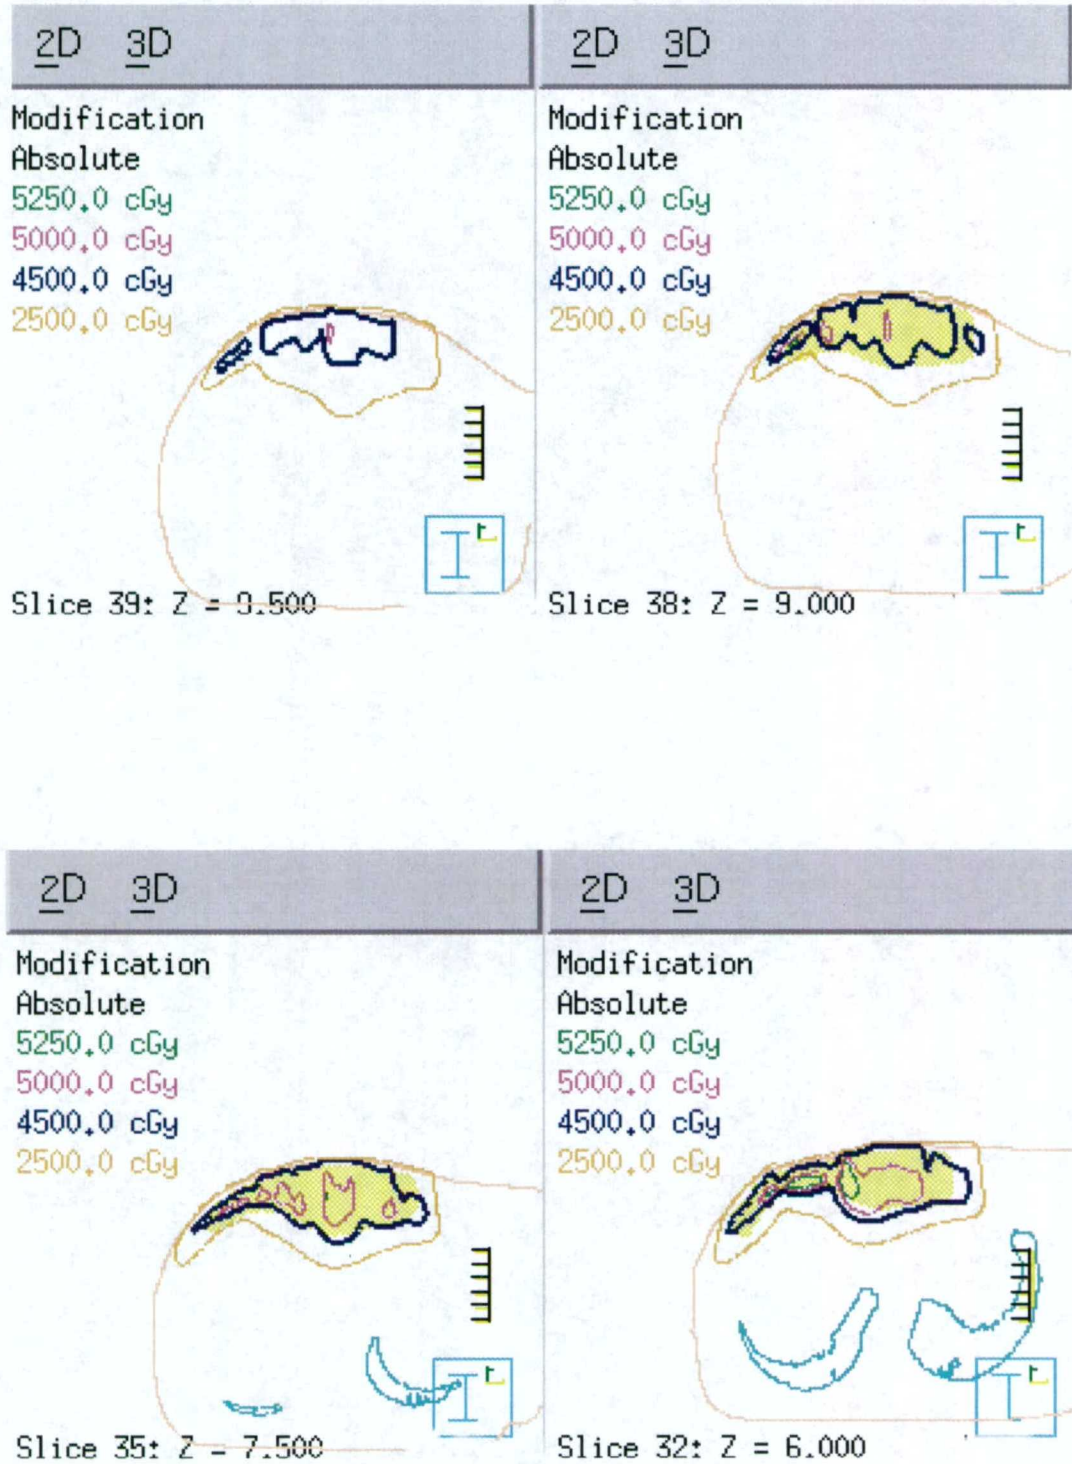 2D 3D
Modification
Absolute
5250.0 cGy
5000.0 cGy
4500.0 cGy
2500.0 cGy
Slice 39: Z = 9.500
2D 3D
Modification
Absolute
5250.0 cGy
5000.0 cGy
4500.0 cGy
2500.0 cGy
Slice 38: Z = 9.000
2D 3D
Modification
Absolute
5250.0 cGy
5000.0 cGy
4500.0 cGy
2500.0 cGy
Slice 35: Z = 7.500
2D 3D
Modification
Absolute
5250.0 cGy
5000.0 cGy
4500.0 cGy
2500.0 cGy
Slice 32: Z = 6.000